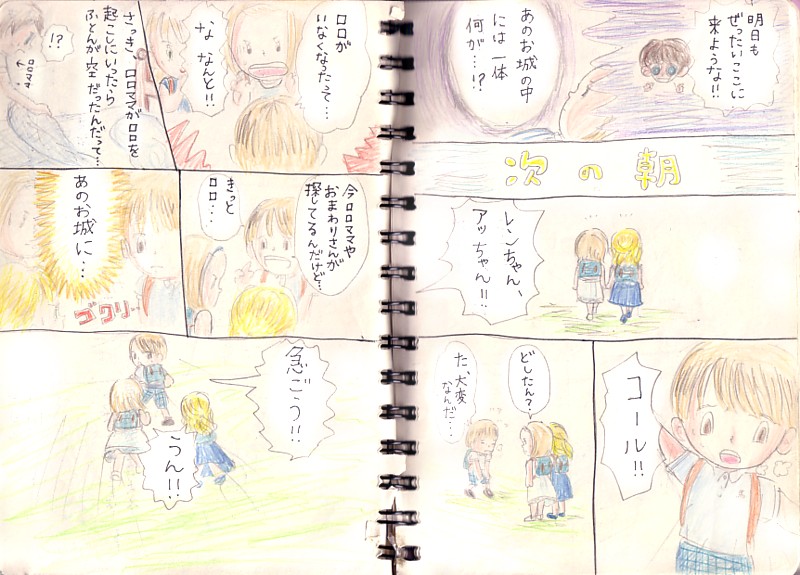 明日も
ぜったいここに
来ような!!
あのお城の中
には一体
何が…!?
次の朝
レンちゃん、
アッちゃん!!
コール!!
どしたん?…
た、大変
なんだ…
ロロが
いなくなったって…
な なんと!!
さっき、ロロママがロロを
起こしにいったら
ふとんが空だったんだって…
!?
ロロママ
今ロロママや
おまわりさんが
探してるんだけど…
きっと
ロロ…
あのお城に…
ゴクリ…
急ごう!!
うん!!